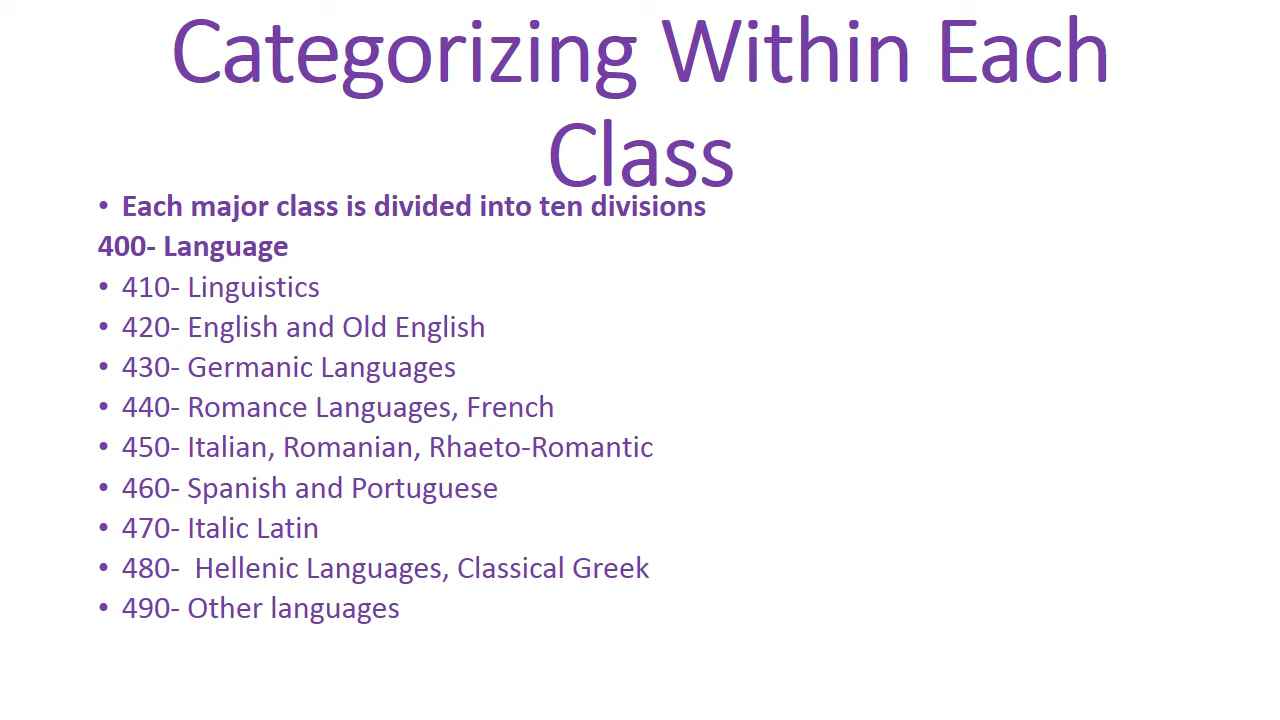 Categorizing Within Each
Class
• Each major class is divided into ten divisions
400- Language
• 410- Linguistics
• 420- English and Old English
• 430- Germanic Languages
• 440- Romance Languages, French
• 450- Italian, Romanian, Rhaeto-Romantic
• 460- Spanish and Portuguese
• 470- Italic Latin
• 480-  Hellenic Languages, Classical Greek
• 490- Other languages